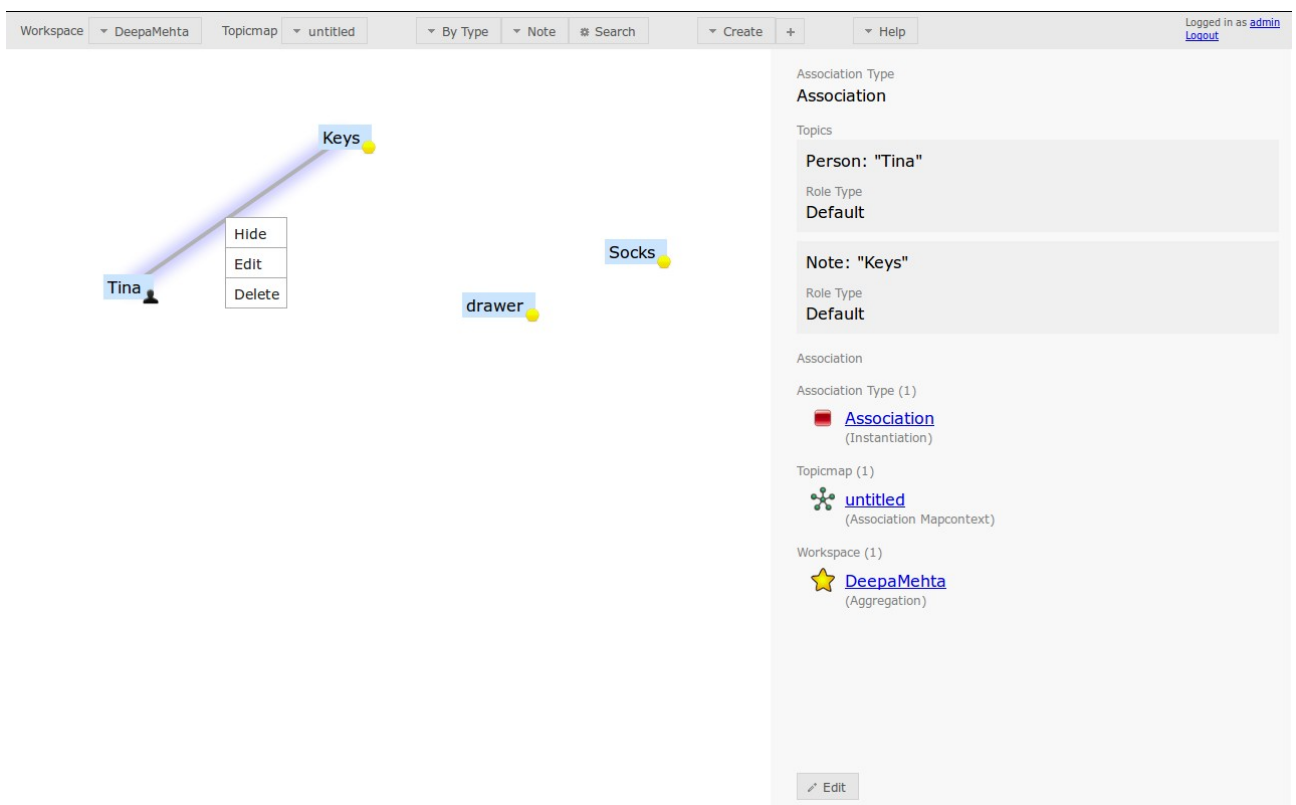 Workspace DeepaMehta Topicmap untitled By Type Note Search Create + Help
Logged in as admin
Logout
Keys
Tina
Hide
Edit
Delete
Socks
drawer
Association Type
Association
Topics
Person: "Tina"
Role Type
Default
Note: "Keys"
Role Type
Default
Association
Association Type (1)
Association
(Instantiation)
Topicmap (1)
untitled
(Association Mapcontext)
Workspace (1)
DeepaMehta
(Aggregation)
Edit